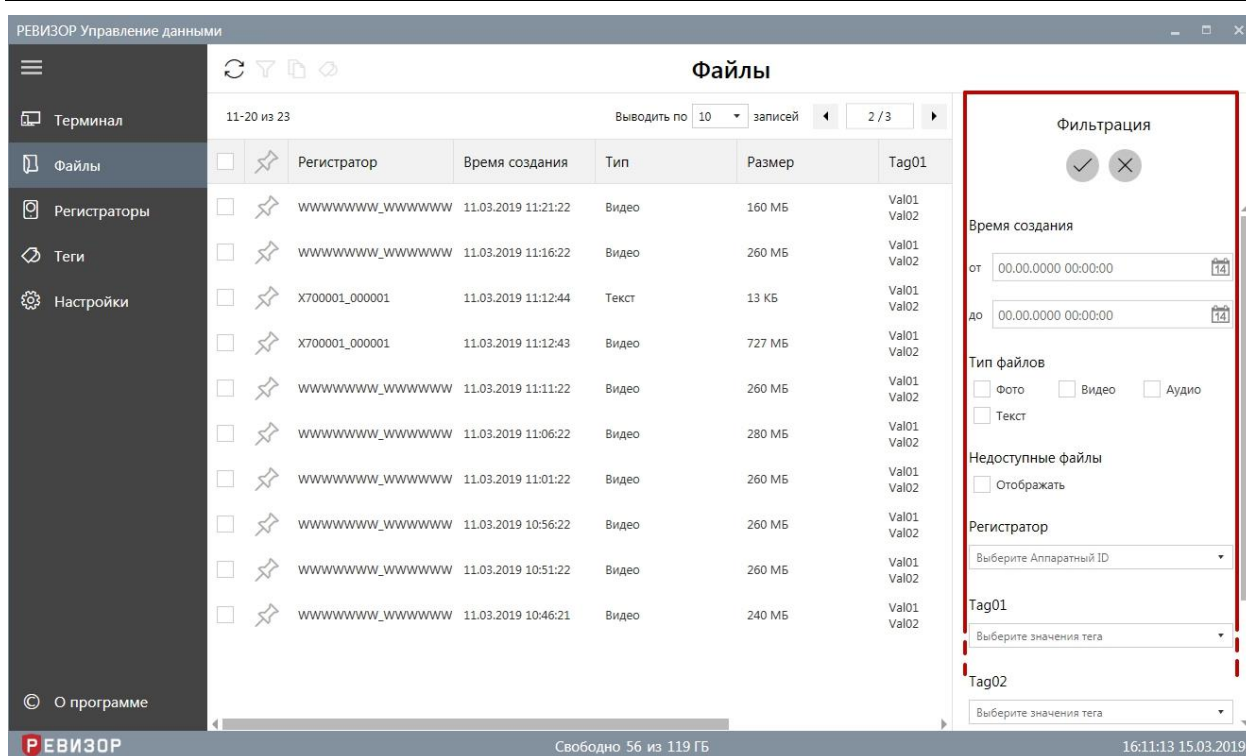 РЕВИЗОР Управление данными
Файлы
Терминал
Файлы
Регистраторы
Теги
Настройки
О программе
11-20 из 23 Выводить по 10 записей 2 / 3
Регистратор Время создания Тип Размер Tag01
WWWWWWW_WWWWWW 11.03.2019 11:21:22 Видео 160 МБ Val01
Val02
WWWWWWW_WWWWWW 11.03.2019 11:16:22 Видео 260 МБ Val01
Val02
X700001_000001 11.03.2019 11:12:44 Текст 13 КБ Val01
Val02
X700001_000001 11.03.2019 11:12:43 Видео 727 МБ Val01
Val02
WWWWWWW_WWWWWW 11.03.2019 11:11:22 Видео 260 МБ Val01
Val02
WWWWWWW_WWWWWW 11.03.2019 11:06:22 Видео 280 МБ Val01
Val02
WWWWWWW_WWWWWW 11.03.2019 11:01:22 Видео 260 МБ Val01
Val02
WWWWWWW_WWWWWW 11.03.2019 10:56:22 Видео 260 МБ Val01
Val02
WWWWWWW_WWWWWW 11.03.2019 10:51:22 Видео 260 МБ Val01
Val02
WWWWWWW_WWWWWW 11.03.2019 10:46:21 Видео 240 МБ Val01
Val02
Фильтрация
Время создания
от 00.00.0000 00:00:00 14
до 00.00.0000 00:00:00 14
Тип файлов
Фото Видео Аудио
Текст
Недоступные файлы
Отображать
Регистратор
Выберите Аппаратный ID
Tag01
Выберите значения тега
Tag02
Выберите значения тега
РЕВИЗОР Свободно 56 из 119 ГБ 16:11:13 15.03.2019